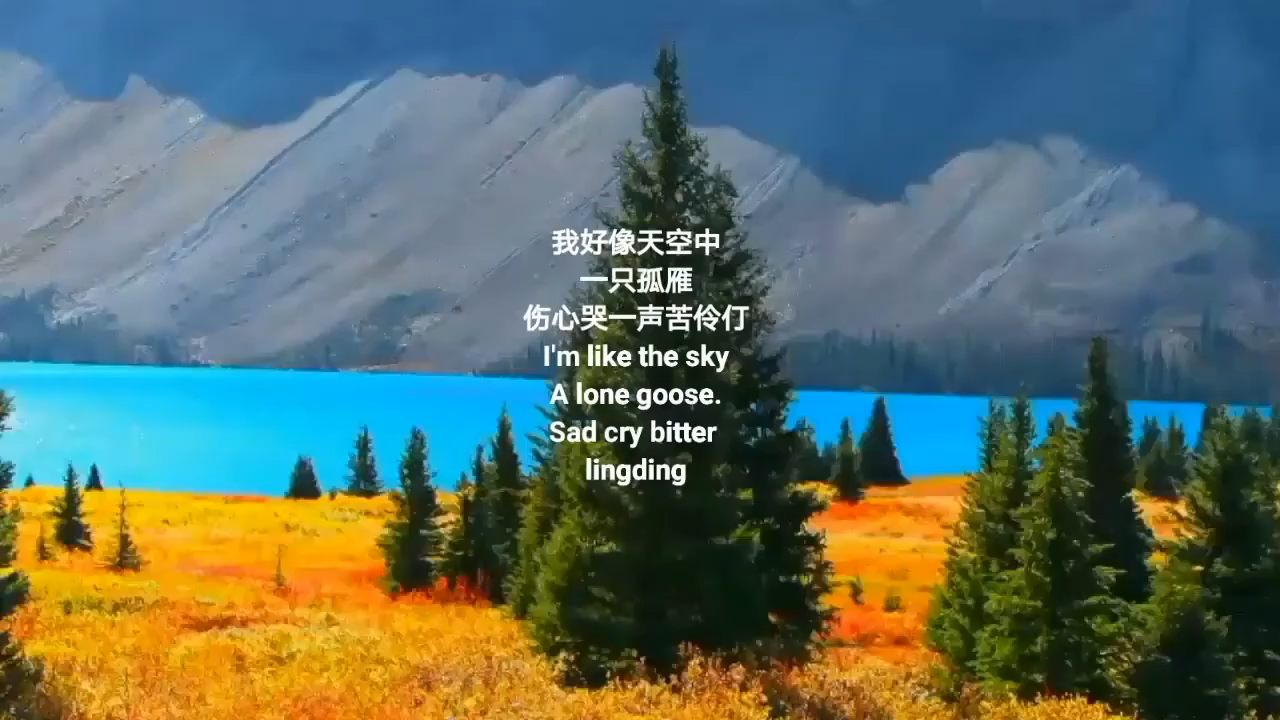 我好像天空中
一只孤雁
伤心哭一声苦伶仃
I'm like the sky
A lone goose.
Sad cry bitter
lingding